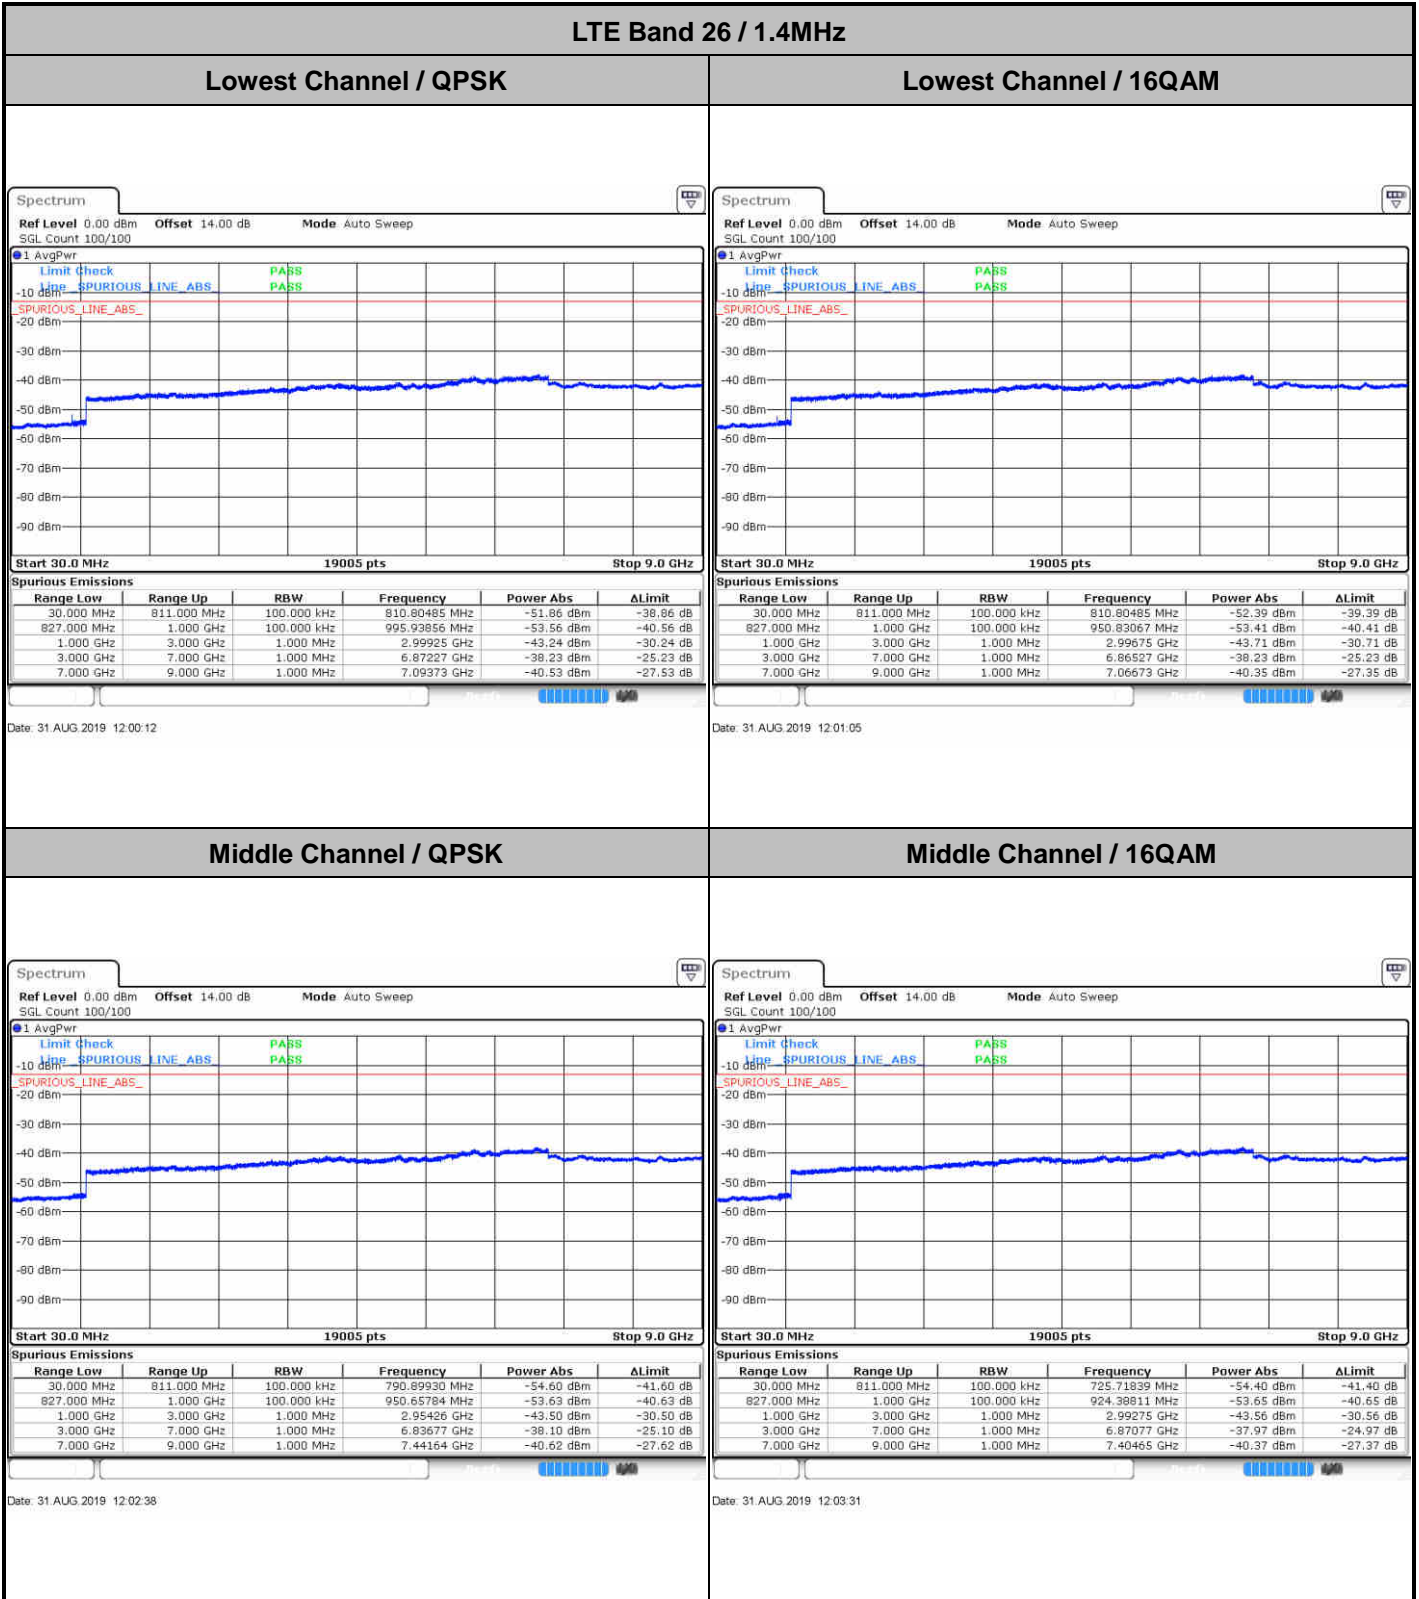 LTE Band 26 / 1.4MHz
Lowest Channel / QPSK
Lowest Channel / 16QAM
Spectrum
Ref Level 0.00 dBm Offset 14.00 dB Mode Auto Sweep
SGL Count 100/100
1 AvgPwr
Limit Check PASS
Line _SPURIOUS_LINE_ABS_ PASS
-10 dBm
_SPURIOUS_LINE_ABS_
-20 dBm
-30 dBm
-40 dBm
-50 dBm
-60 dBm
-70 dBm
-80 dBm
-90 dBm
Start 30.0 MHz 19005 pts Stop 9.0 GHz
Spurious Emissions
Range Low Range Up RBW Frequency Power Abs ΔLimit
30.000 MHz 811.000 MHz 100.000 kHz 810.80485 MHz -51.86 dBm -38.86 dB
827.000 MHz 1.000 GHz 100.000 kHz 995.93856 MHz -53.56 dBm -40.56 dB
1.000 GHz 3.000 GHz 1.000 MHz 2.99925 GHz -43.24 dBm -30.24 dB
3.000 GHz 7.000 GHz 1.000 MHz 6.87227 GHz -38.23 dBm -25.23 dB
7.000 GHz 9.000 GHz 1.000 MHz 7.09373 GHz -40.53 dBm -27.53 dB
Date: 31.AUG.2019 12:00:12
Spectrum
Ref Level 0.00 dBm Offset 14.00 dB Mode Auto Sweep
SGL Count 100/100
1 AvgPwr
Limit Check PASS
Line _SPURIOUS_LINE_ABS_ PASS
-10 dBm
_SPURIOUS_LINE_ABS_
-20 dBm
-30 dBm
-40 dBm
-50 dBm
-60 dBm
-70 dBm
-80 dBm
-90 dBm
Start 30.0 MHz 19005 pts Stop 9.0 GHz
Spurious Emissions
Range Low Range Up RBW Frequency Power Abs ΔLimit
30.000 MHz 811.000 MHz 100.000 kHz 810.80485 MHz -52.39 dBm -39.39 dB
827.000 MHz 1.000 GHz 100.000 kHz 950.83067 MHz -53.41 dBm -40.41 dB
1.000 GHz 3.000 GHz 1.000 MHz 2.99675 GHz -43.71 dBm -30.71 dB
3.000 GHz 7.000 GHz 1.000 MHz 6.86527 GHz -38.23 dBm -25.23 dB
7.000 GHz 9.000 GHz 1.000 MHz 7.06673 GHz -40.35 dBm -27.35 dB
Date: 31.AUG.2019 12:01:05
Middle Channel / QPSK
Middle Channel / 16QAM
Spectrum
Ref Level 0.00 dBm Offset 14.00 dB Mode Auto Sweep
SGL Count 100/100
1 AvgPwr
Limit Check PASS
Line _SPURIOUS_LINE_ABS_ PASS
-10 dBm
_SPURIOUS_LINE_ABS_
-20 dBm
-30 dBm
-40 dBm
-50 dBm
-60 dBm
-70 dBm
-80 dBm
-90 dBm
Start 30.0 MHz 19005 pts Stop 9.0 GHz
Spurious Emissions
Range Low Range Up RBW Frequency Power Abs ΔLimit
30.000 MHz 811.000 MHz 100.000 kHz 790.89930 MHz -54.60 dBm -41.60 dB
827.000 MHz 1.000 GHz 100.000 kHz 950.65784 MHz -53.63 dBm -40.63 dB
1.000 GHz 3.000 GHz 1.000 MHz 2.95426 GHz -43.50 dBm -30.50 dB
3.000 GHz 7.000 GHz 1.000 MHz 6.83677 GHz -38.10 dBm -25.10 dB
7.000 GHz 9.000 GHz 1.000 MHz 7.44164 GHz -40.62 dBm -27.62 dB
Date: 31.AUG.2019 12:02:38
Spectrum
Ref Level 0.00 dBm Offset 14.00 dB Mode Auto Sweep
SGL Count 100/100
1 AvgPwr
Limit Check PASS
Line _SPURIOUS_LINE_ABS_ PASS
-10 dBm
_SPURIOUS_LINE_ABS_
-20 dBm
-30 dBm
-40 dBm
-50 dBm
-60 dBm
-70 dBm
-80 dBm
-90 dBm
Start 30.0 MHz 19005 pts Stop 9.0 GHz
Spurious Emissions
Range Low Range Up RBW Frequency Power Abs ΔLimit
30.000 MHz 811.000 MHz 100.000 kHz 725.71839 MHz -54.40 dBm -41.40 dB
827.000 MHz 1.000 GHz 100.000 kHz 924.38811 MHz -53.65 dBm -40.65 dB
1.000 GHz 3.000 GHz 1.000 MHz 2.99275 GHz -43.56 dBm -30.56 dB
3.000 GHz 7.000 GHz 1.000 MHz 6.87077 GHz -37.97 dBm -24.97 dB
7.000 GHz 9.000 GHz 1.000 MHz 7.40465 GHz -40.37 dBm -27.37 dB
Date: 31.AUG.2019 12:03:31